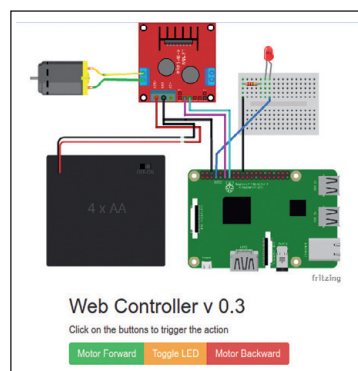 4 x AA
fritzing
Web Controller v 0.3
Click on the buttons to trigger the action
Motor Forward Toggle LED Motor Backward